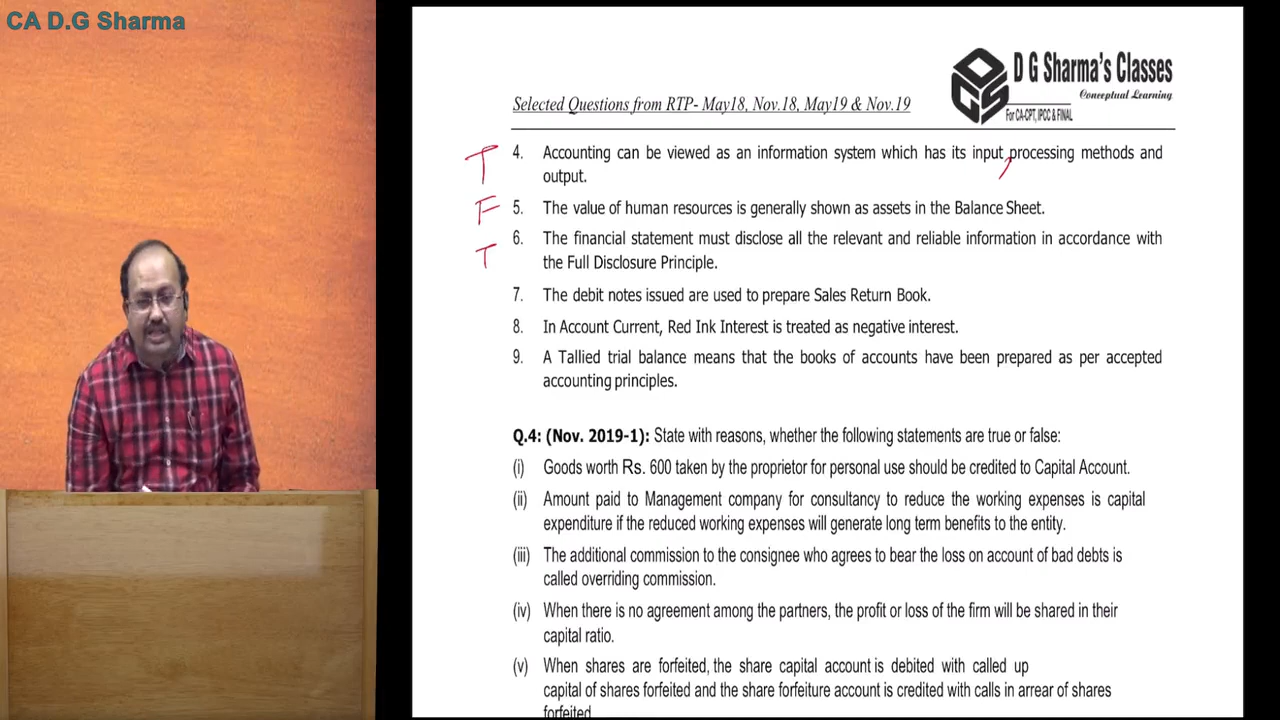 CA D.G Sharma
D G Sharma's Classes
Conceptual Learning
For CA-CPT, IPCC & FINAL
Selected Questions from RTP- May18, Nov.18, May19 & Nov.19
T 4. Accounting can be viewed as an information system which has its input, processing methods and
output.
F 5. The value of human resources is generally shown as assets in the Balance Sheet.
T 6. The financial statement must disclose all the relevant and reliable information in accordance with
the Full Disclosure Principle.
7. The debit notes issued are used to prepare Sales Return Book.
8. In Account Current, Red Ink Interest is treated as negative interest.
9. A Tallied trial balance means that the books of accounts have been prepared as per accepted
accounting principles.
Q.4: (Nov. 2019-1): State with reasons, whether the following statements are true or false:
(i) Goods worth Rs. 600 taken by the proprietor for personal use should be credited to Capital Account.
(ii) Amount paid to Management company for consultancy to reduce the working expenses is capital
expenditure if the reduced working expenses will generate long term benefits to the entity.
(iii) The additional commission to the consignee who agrees to bear the loss on account of bad debts is
called overriding commission.
(iv) When there is no agreement among the partners, the profit or loss of the firm will be shared in their
capital ratio.
(v) When shares are forfeited, the share capital account is debited with called up
capital of shares forfeited and the share forfeiture account is credited with calls in arrear of shares
forfeited